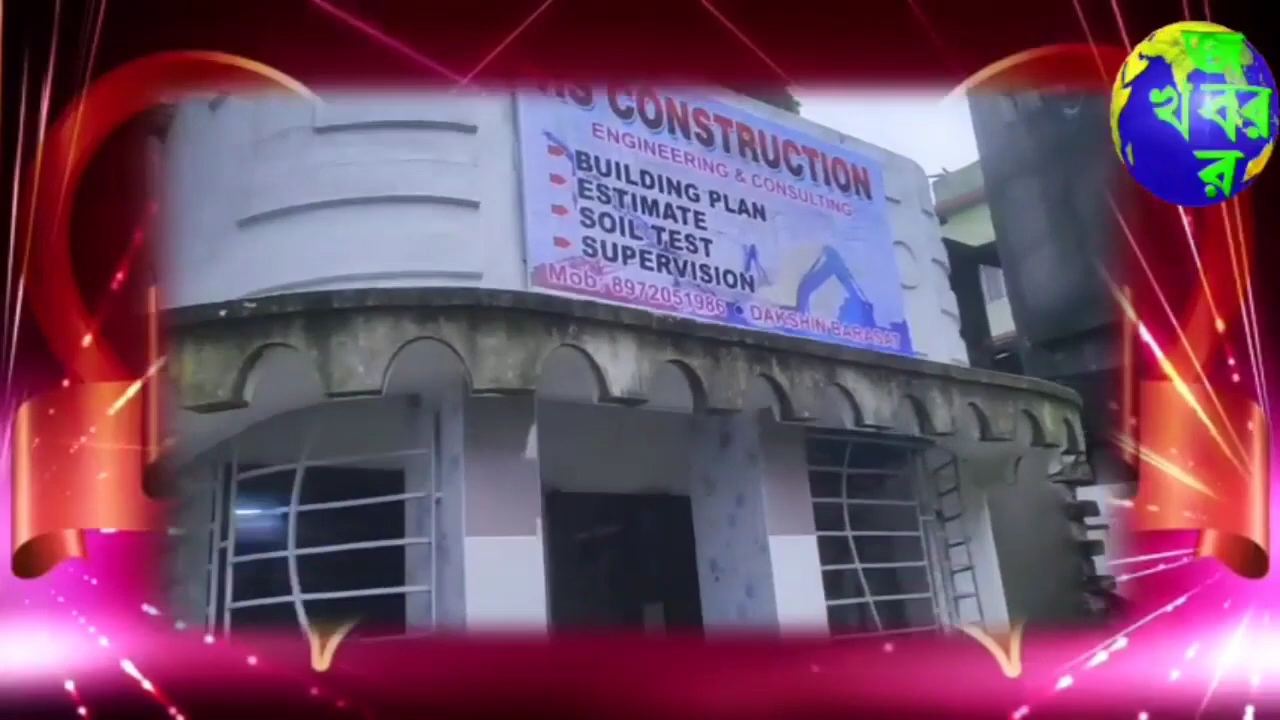 CONSTRUCTION
ENGINEERING & CONSULTING
BUILDING PLAN
ESTIMATE
SOIL TEST
SUPERVISION
Mob: 8972051986 • DAKSHIN BARASAT
খবর
র